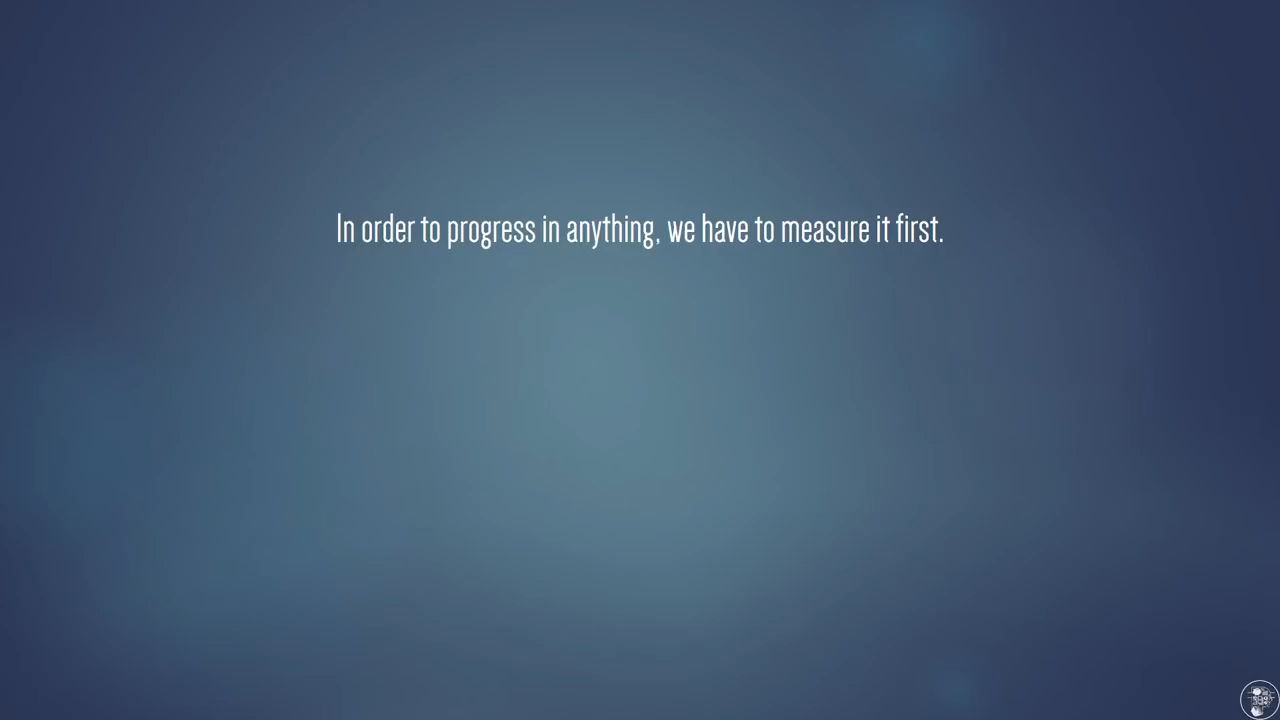 In order to progress in anything, we have to measure it first.